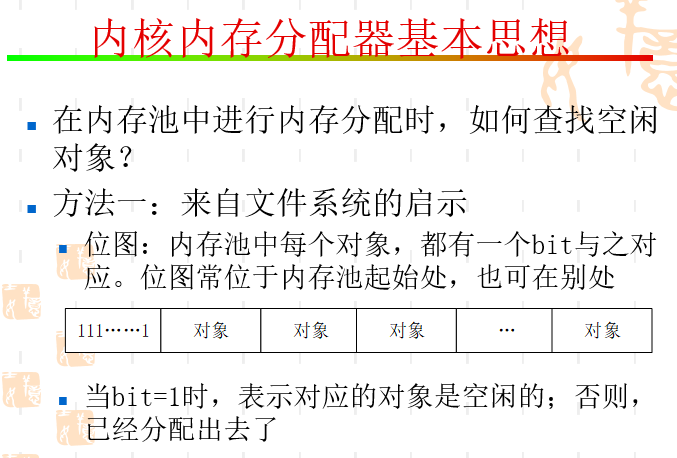 内核内存分配器基本思想
在内存池中进行内存分配时，如何查找空闲
对象？
方法一：来自文件系统的启示
位图：内存池中每个对象，都有一个bit与之对
应。位图常位于内存池起始处，也可在别处
111……1 对象 对象 对象 … 对象
当bit=1时，表示对应的对象是空闲的；否则，
已经分配出去了